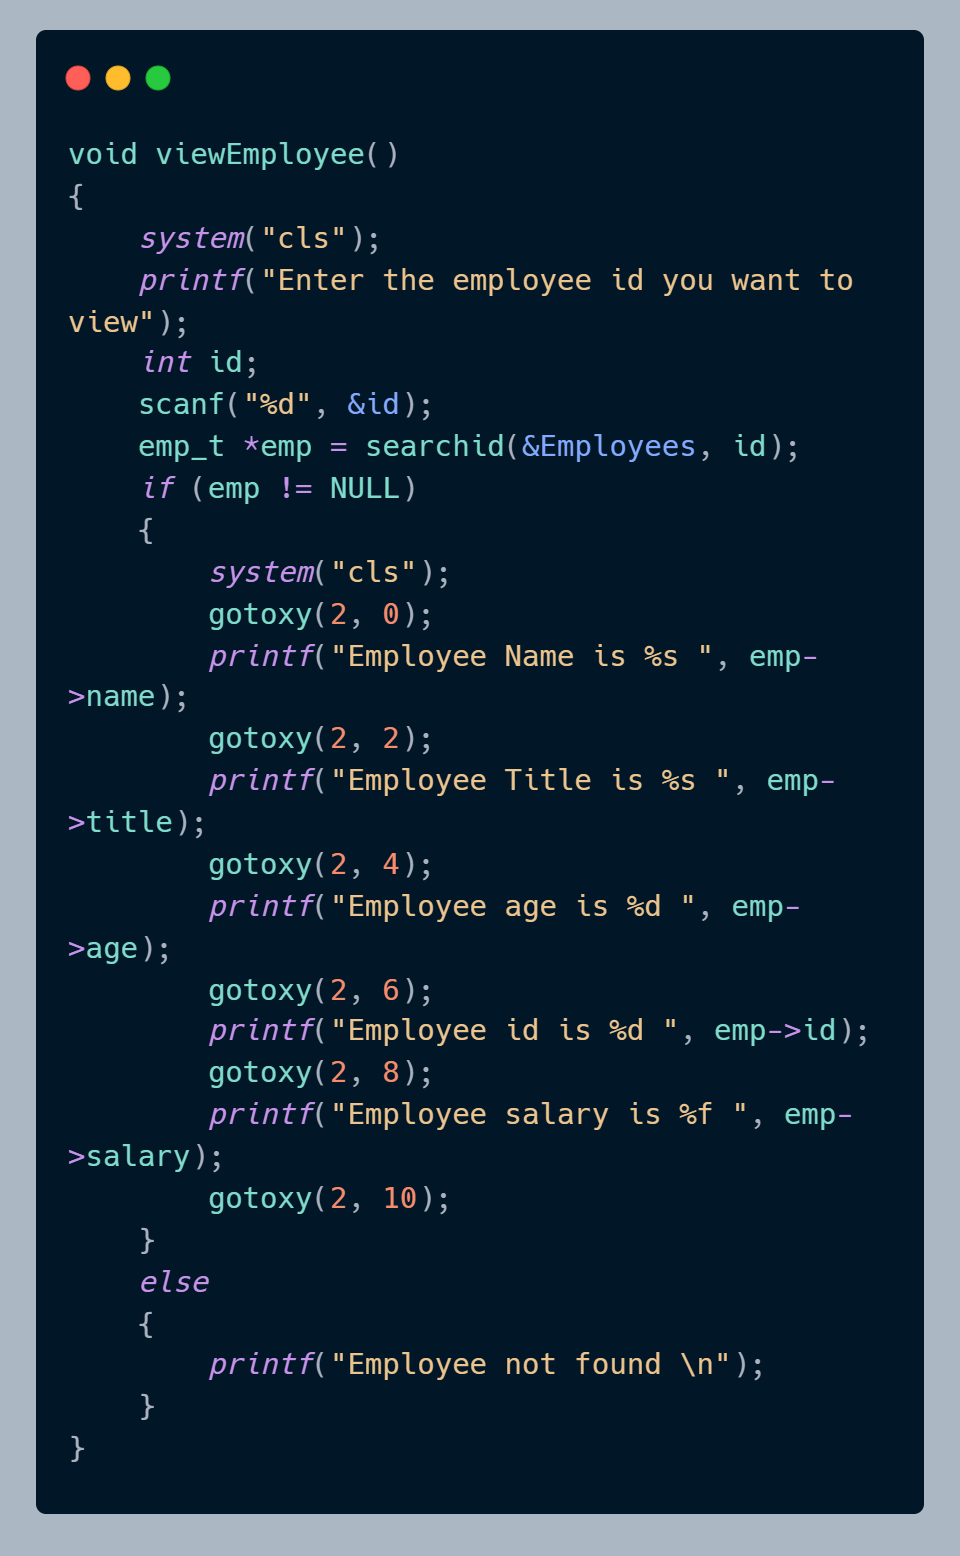 void viewEmployee()
{
    system("cls");
    printf("Enter the employee id you want to
view");
    int id;
    scanf("%d", &id);
    emp_t *emp = searchid(&Employees, id);
    if (emp != NULL)
    {
        system("cls");
        gotoxy(2, 0);
        printf("Employee Name is %s ", emp-
>name);
        gotoxy(2, 2);
        printf("Employee Title is %s ", emp-
>title);
        gotoxy(2, 4);
        printf("Employee age is %d ", emp-
>age);
        gotoxy(2, 6);
        printf("Employee id is %d ", emp->id);
        gotoxy(2, 8);
        printf("Employee salary is %f ", emp-
>salary);
        gotoxy(2, 10);
    }
    else
    {
        printf("Employee not found \n");
    }
}